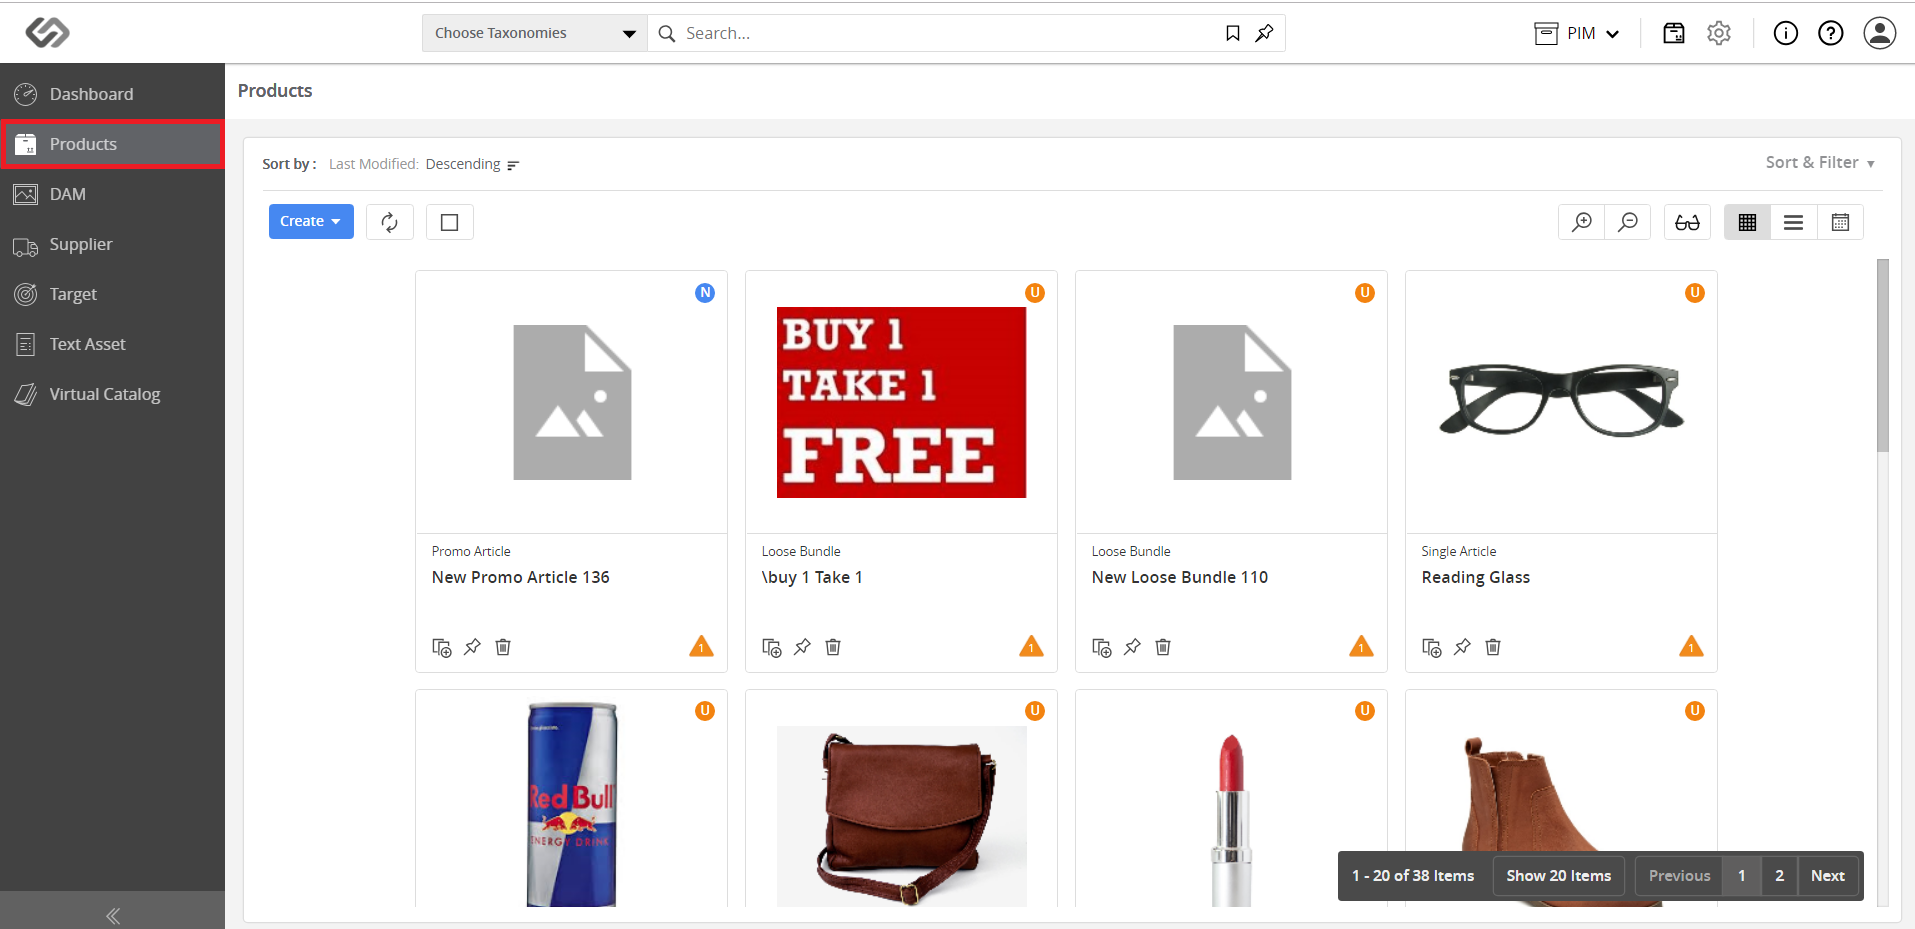 Choose Taxonomies
Search...
PIM
Dashboard
Products
DAM
Supplier
Target
Text Asset
Virtual Catalog
Products
Sort by : Last Modified: Descending
Sort & Filter
Create
N
U
U
U
BUY 1
TAKE 1
FREE
Promo Article
New Promo Article 136
1
Loose Bundle
\buy 1 Take 1
1
Loose Bundle
New Loose Bundle 110
1
Single Article
Reading Glass
1
U
U
U
U
Red Bull
ENERGY DRINK
1 - 20 of 38 Items
Show 20 Items
Previous
1
2
Next